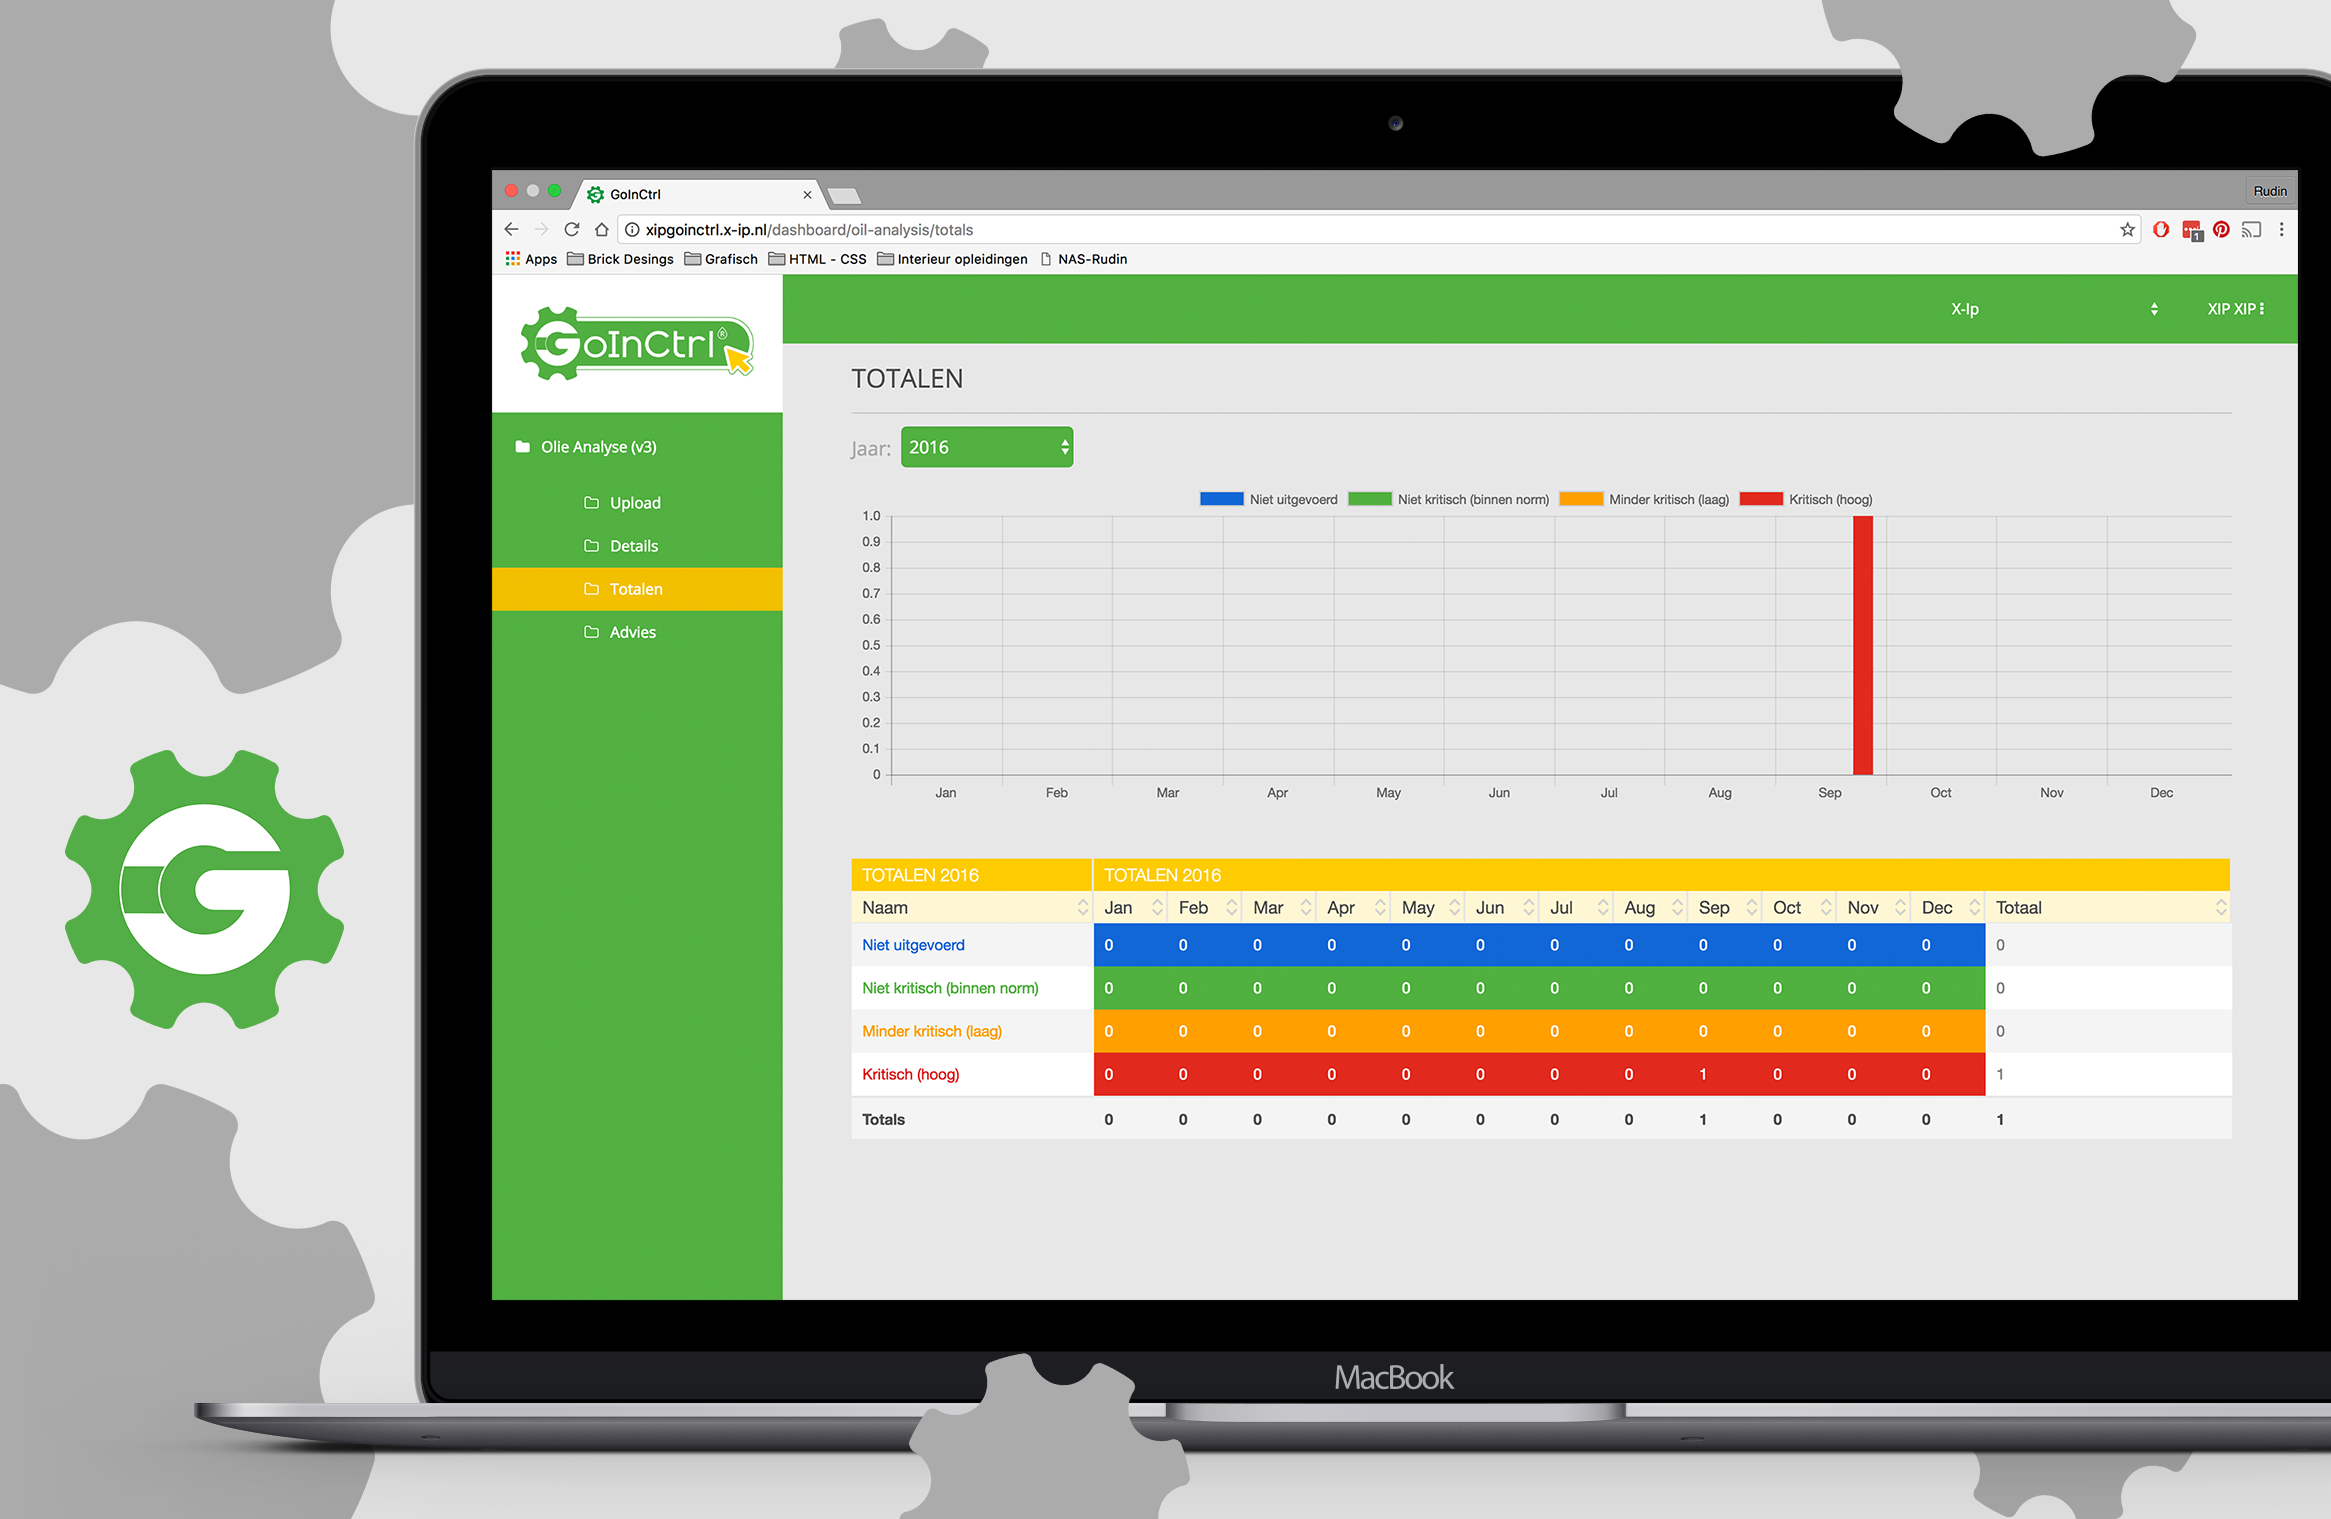 GoInCtrl
Rudin
xipgoinctrl.x-ip.nl/dashboard/oil-analysis/totals
1
Apps Brick Desings Grafisch HTML - CSS Interieur opleidingen NAS-Rudin
GoInCtrl®
X-Ip XIP XIP
Olie Analyse (v3)
Upload
Details
Totalen
Advies
TOTALEN
Jaar: 2016
Niet uitgevoerd Niet kritisch (binnen norm) Minder kritisch (laag) Kritisch (hoog)
1.0
0.9
0.8
0.7
0.6
0.5
0.4
0.3
0.2
0.1
0
Jan Feb Mar Apr May Jun Jul Aug Sep Oct Nov Dec
TOTALEN 2016 TOTALEN 2016
Naam Jan Feb Mar Apr May Jun Jul Aug Sep Oct Nov Dec Totaal
Niet uitgevoerd 0 0 0 0 0 0 0 0 0 0 0 0 0
Niet kritisch (binnen norm) 0 0 0 0 0 0 0 0 0 0 0 0 0
Minder kritisch (laag) 0 0 0 0 0 0 0 0 0 0 0 0 0
Kritisch (hoog) 0 0 0 0 0 0 0 0 1 0 0 0 1
Totals 0 0 0 0 0 0 0 0 1 0 0 0 1
G
MacBook